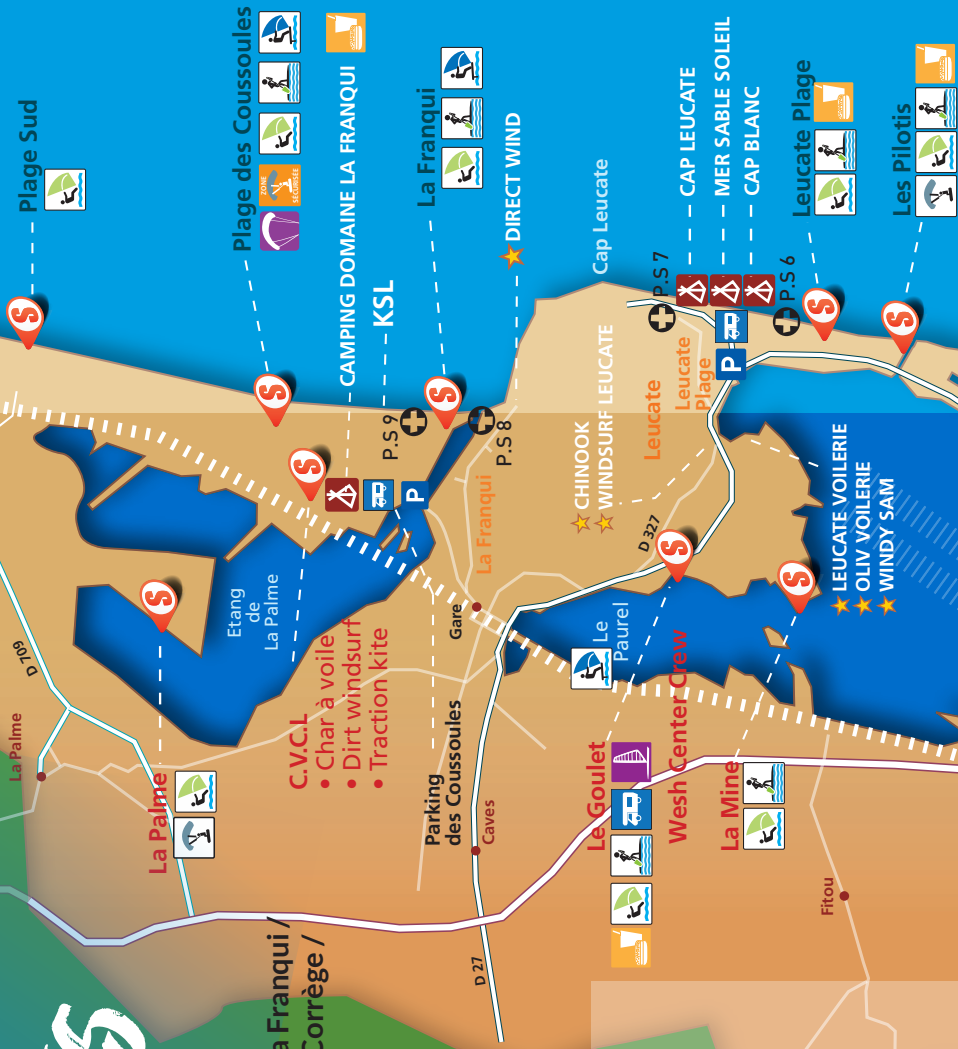 Plage Sud
Plage des Coussoules
ZONE
SÉCURISÉE
CAMPING DOMAINE LA FRANQUI
KSL
La Franqui
DIRECT WIND
Cap Leucate
CAP LEUCATE
MER SABLE SOLEIL
CAP BLANC
Leucate Plage
Les Pilotis
S
S
S
S
S
S
S
S
S
P.S 9
P.S 8
P.S 7
P.S 6
P
P
Leucate
Leucate
Plage
CHINOOK
WINDSURF LEUCATE
La Franqui
D 327
LEUCATE VOILERIE
OLIV VOILERIE
WINDY SAM
Etang
de
La Palme
Gare
Le
Paurel
D 709
La Palme
La Palme
C.V.C.L
• Char à voile
• Dirt windsurf
• Traction kite
Parking
des Coussoules
Caves
Le Goulet
Wesh Center Crew
La Mine
Fitou
D 27
a Franqui /
Corrège /